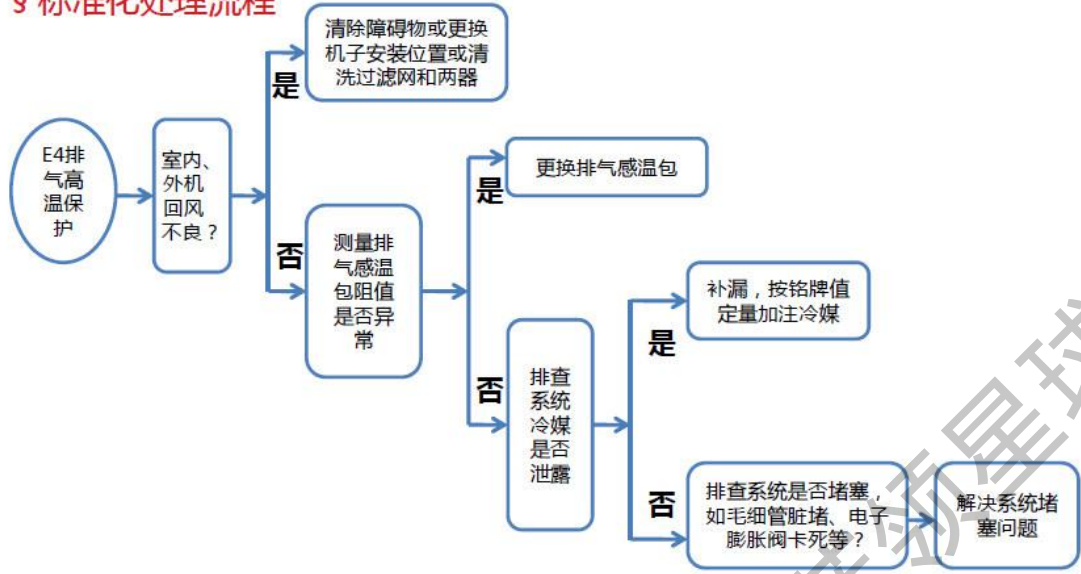 §标准化处理流程
清除障碍物或更换
机子安装位置或清
洗过滤网和两器
是
E4排
气高
温保
护
室内、
外机
回风
不良？
否
测量排
气感温
包阻值
是否异
常
更换排气感温包
是
否
排查
系统
冷媒
是否
泄露
补漏，按铭牌值
定量加注冷媒
是
否
排查系统是否堵塞，
如毛细管脏堵、电子
膨胀阀卡死等？
解决系统堵
塞问题
领星球